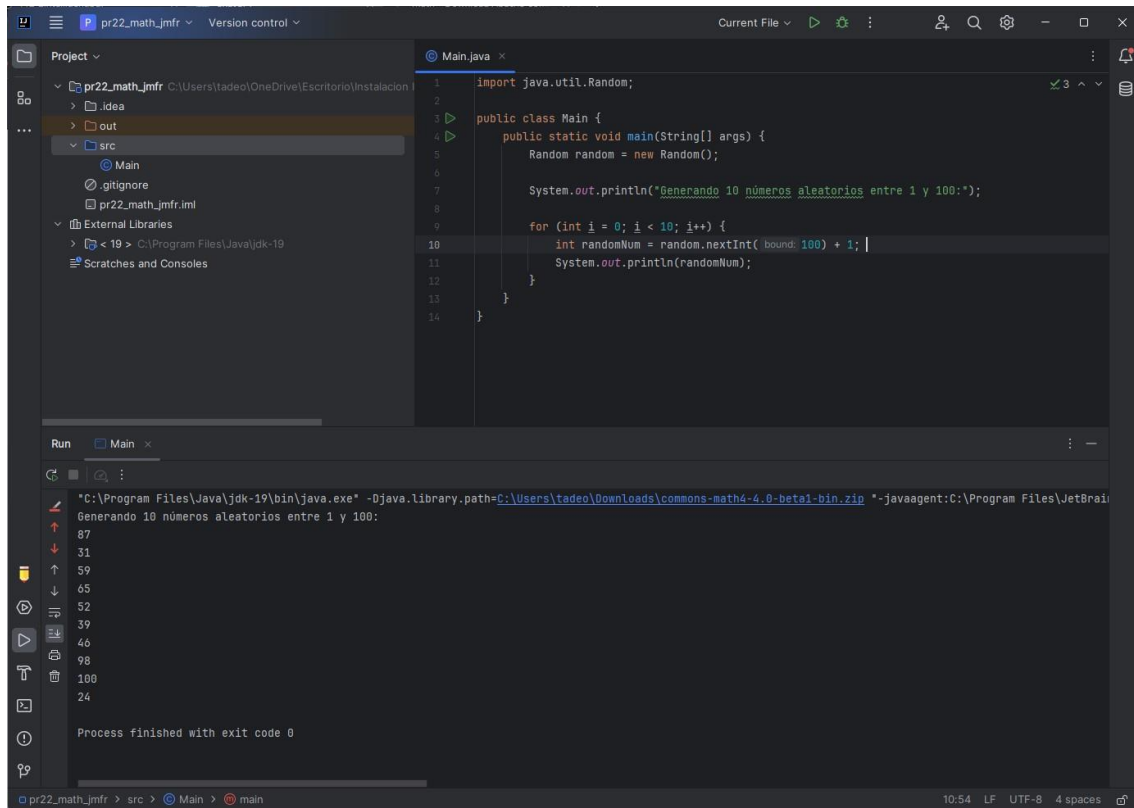 pr22_math_jmfr Version control Current File
Project
pr22_math_jmfr C:\Users\tadeo\OneDrive\Escritorio\Instalacion
.idea
out
src
Main
.gitignore
pr22_math_jmfr.iml
External Libraries
< 19 > C:\Program Files\Java\jdk-19
Scratches and Consoles
Main.java
3
1 import java.util.Random;
2
3 public class Main {
4 public static void main(String[] args) {
5 Random random = new Random();
6
7 System.out.println("Generando 10 números aleatorios entre 1 y 100:");
8
9 for (int i = 0; i < 10; i++) {
10 int randomNum = random.nextInt( bound: 100) + 1;
11 System.out.println(randomNum);
12 }
13 }
14 }
Run Main
"C:\Program Files\Java\jdk-19\bin\java.exe" -Djava.library.path=C:\Users\tadeo\Downloads\commons-math4-4.0-beta1-bin.zip "-javaagent:C:\Program Files\JetBrai
Generando 10 números aleatorios entre 1 y 100:
87
31
59
65
52
39
46
98
100
24
Process finished with exit code 0
pr22_math_jmfr > src > Main > main 10:54 LF UTF-8 4 spaces